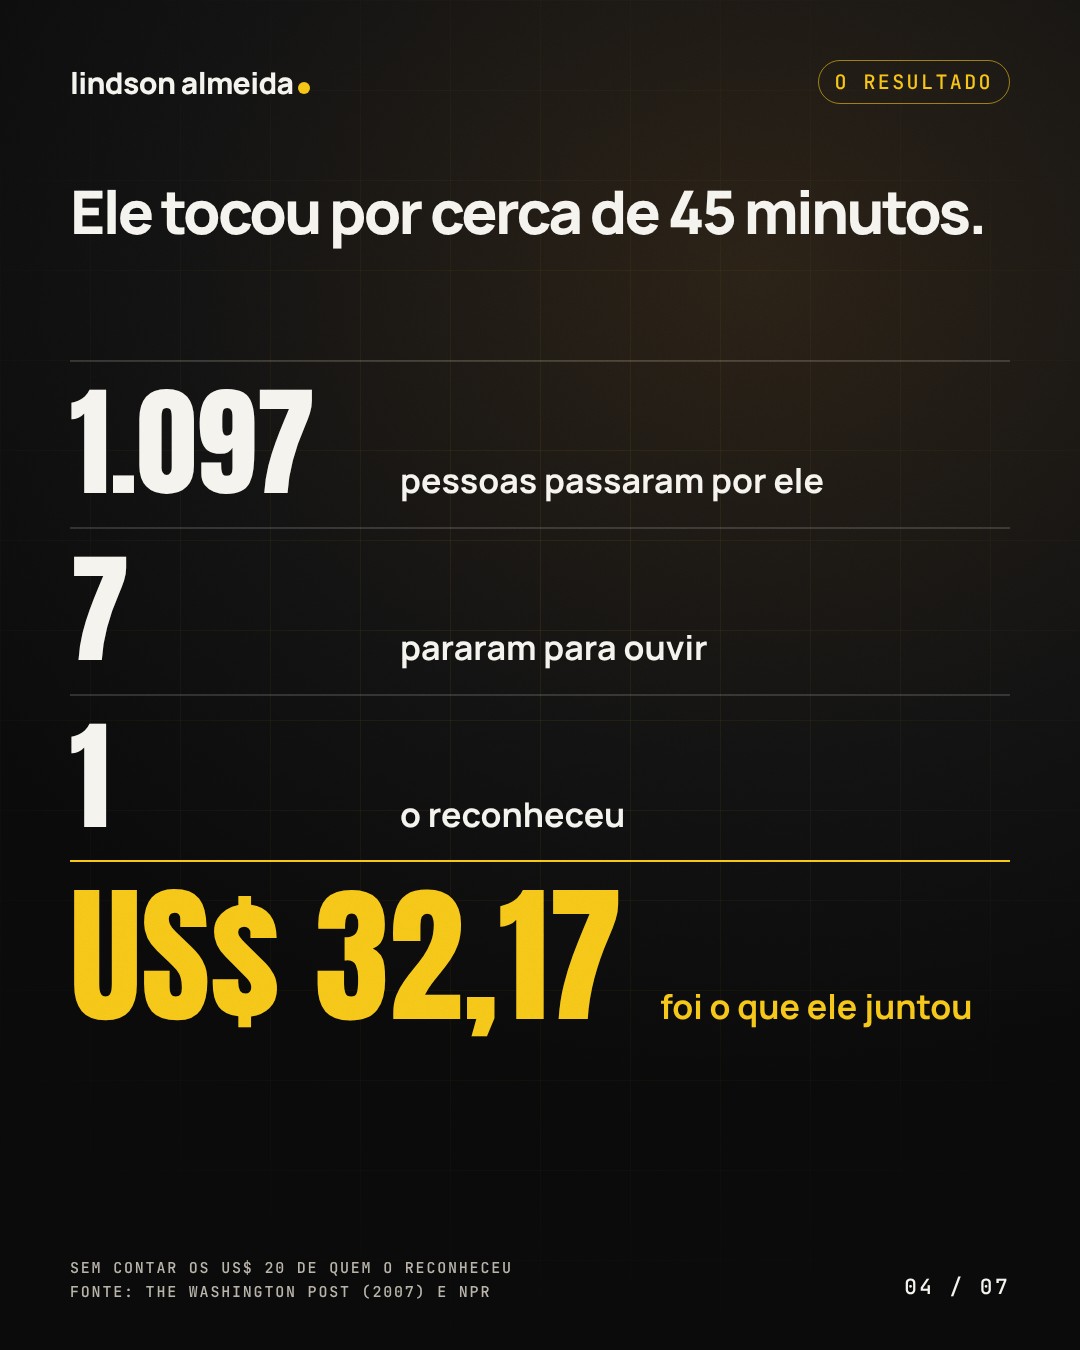 lindson almeida
O RESULTADO
Ele tocou por cerca de 45 minutos.
1.097 pessoas passaram por ele
7 pararam para ouvir
1 o reconheceu
US$ 32,17 foi o que ele juntou
SEM CONTAR OS US$ 20 DE QUEM O RECONHECEU
FONTE: THE WASHINGTON POST (2007) E NPR
04 / 07